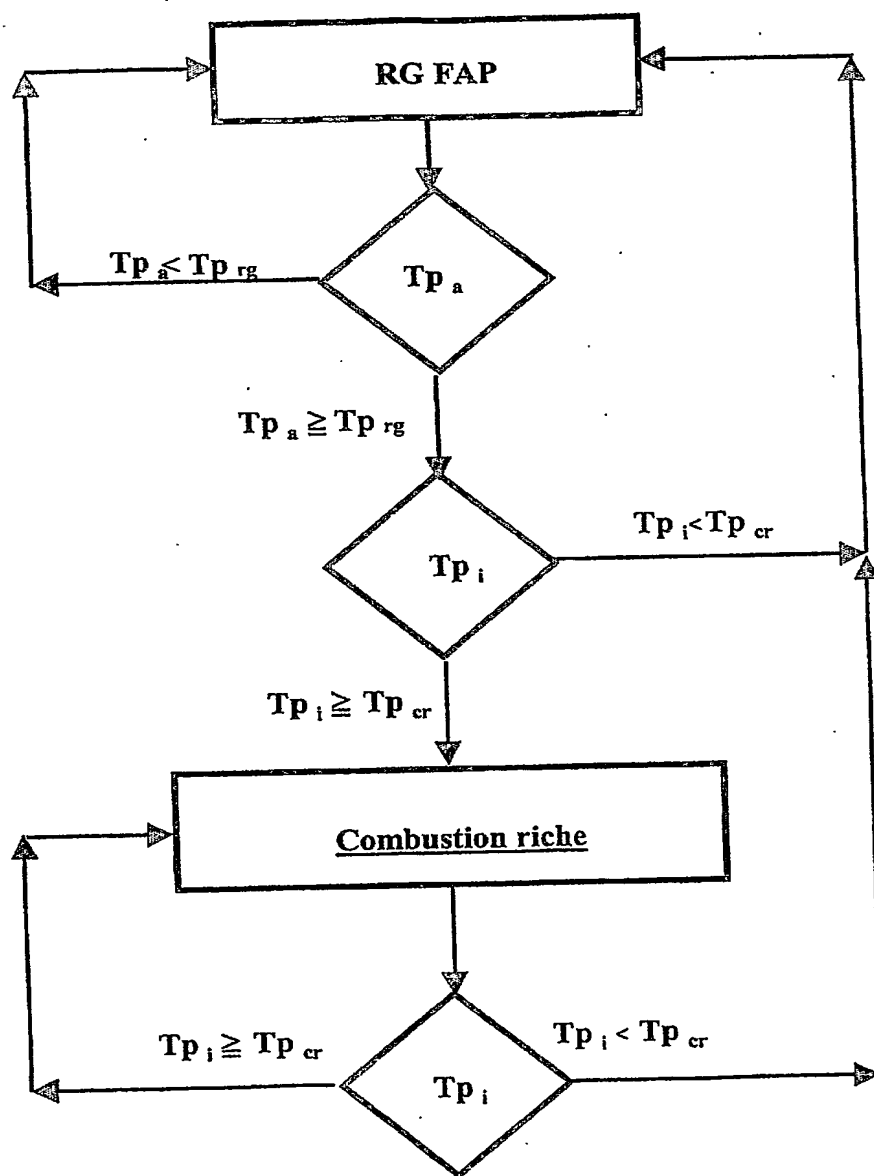 RG FAP
Tp a < Tp rg
Tp a
Tp a ≧ Tp rg
Tp i < Tp cr
Tp i
Tp i ≧ Tp cr
Combustion riche
Tp i ≧ Tp cr
Tp i < Tp cr
Tp i